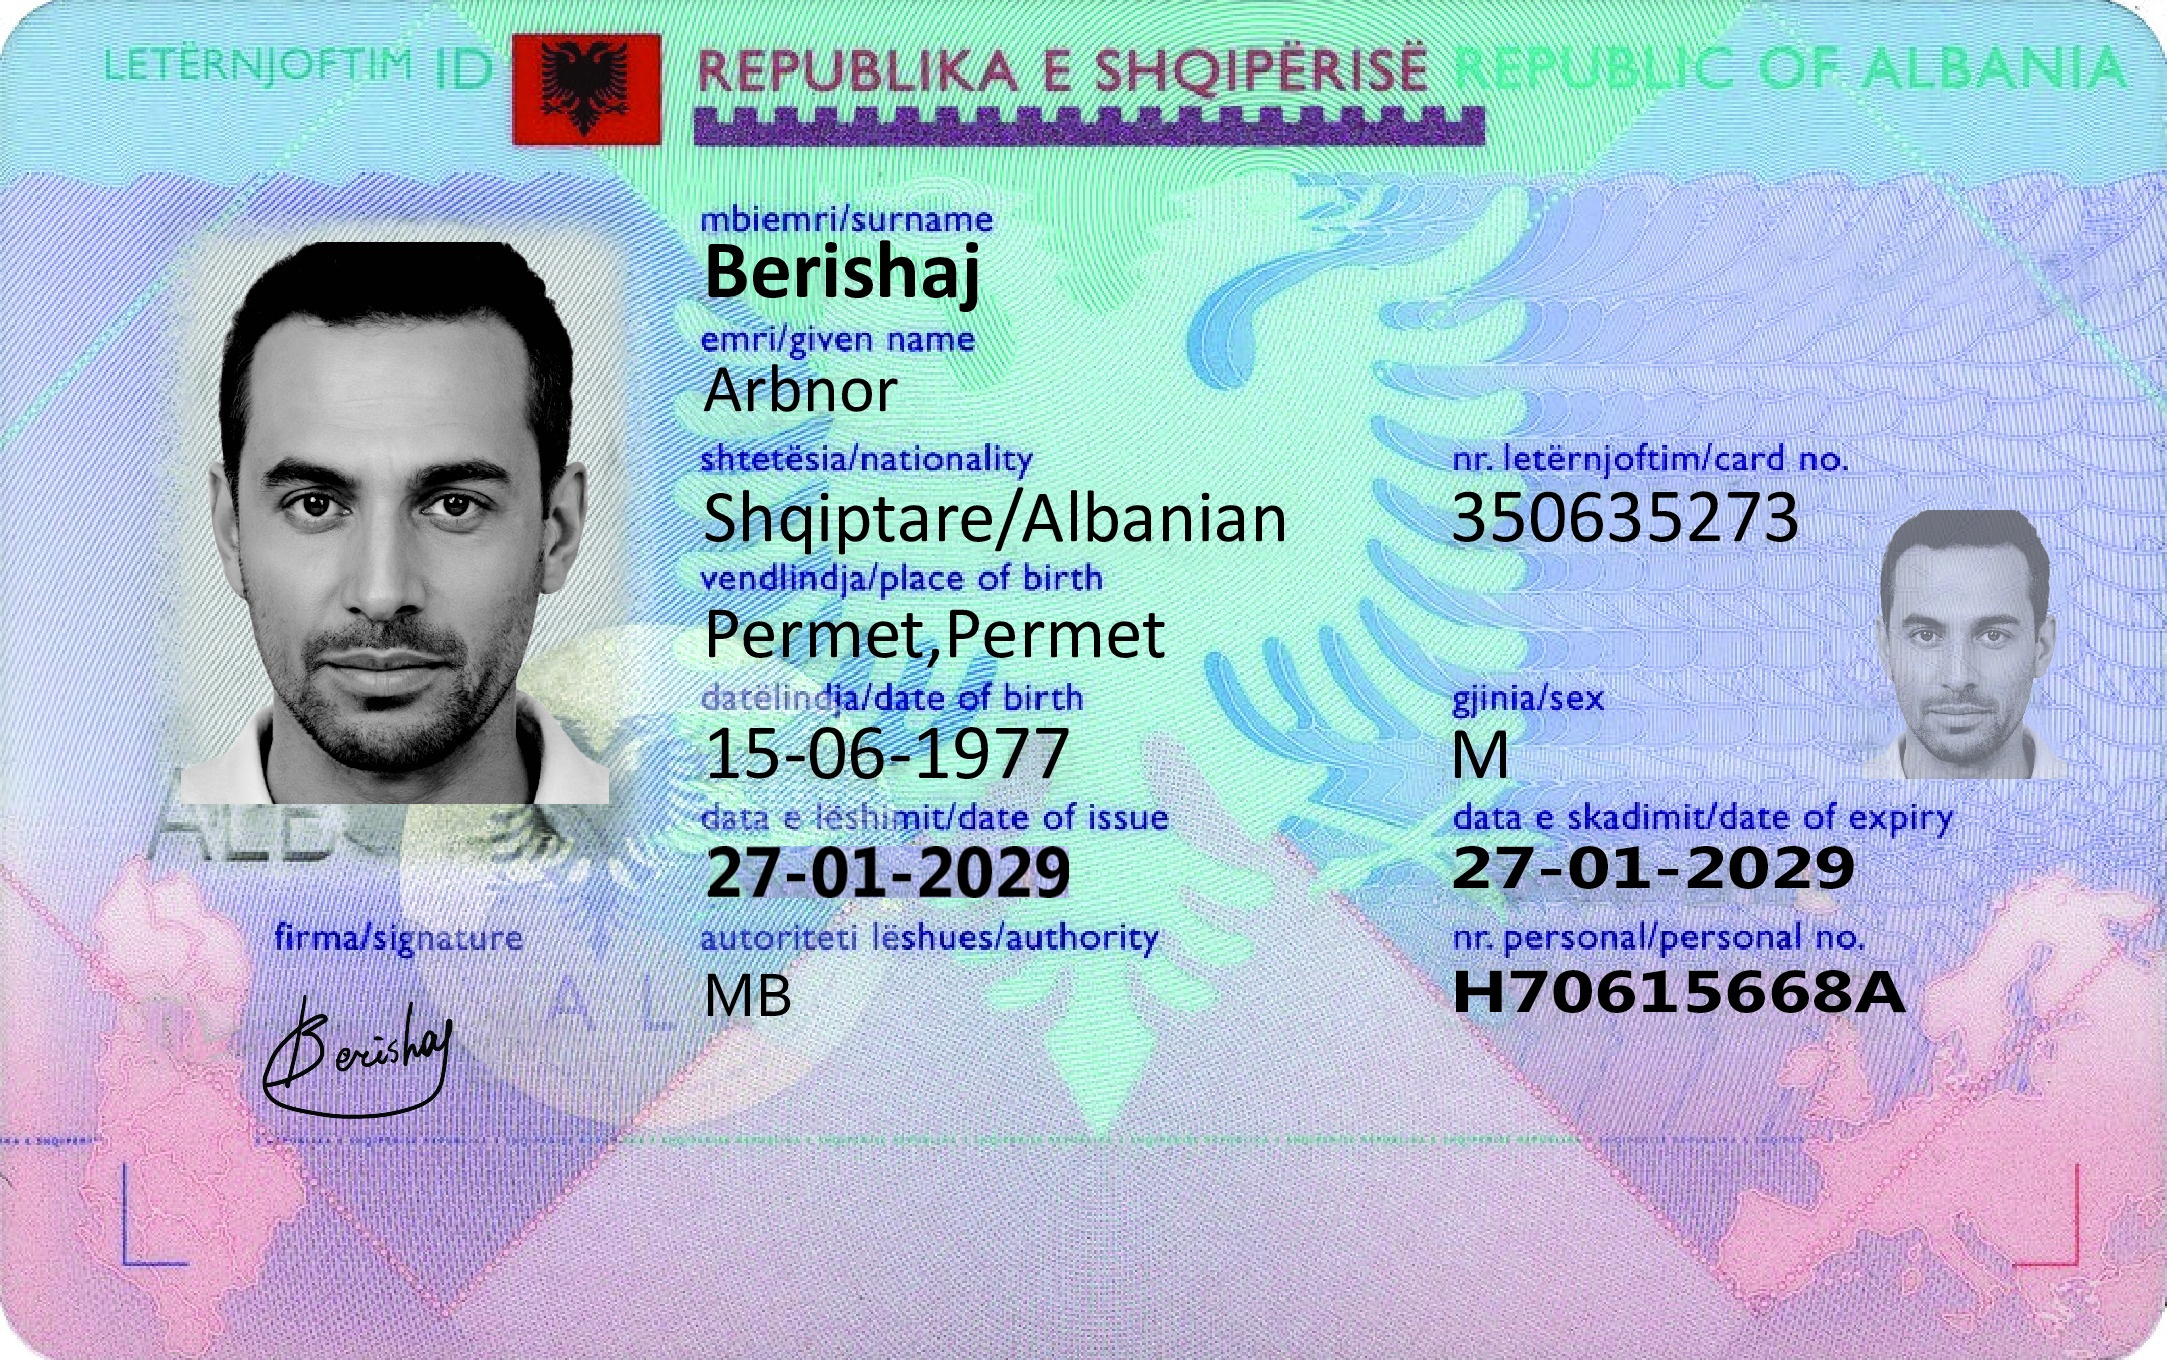 LETËRNJOFTIM ID REPUBLIKA E SHQIPËRISË REPUBLIC OF ALBANIA
mbiemri/surname
Berishaj
emri/given name
Arbnor
shtetësia/nationality nr. letërnjoftim/card no.
Shqiptare/Albanian 350635273
vendlindja/place of birth
Permet,Permet
datëlindja/date of birth gjinia/sex
15-06-1977 M
data e lëshimit/date of issue data e skadimit/date of expiry
27-01-2029 27-01-2029
firma/signature autoriteti lëshues/authority nr. personal/personal no.
MB H70615668A
Berishaj